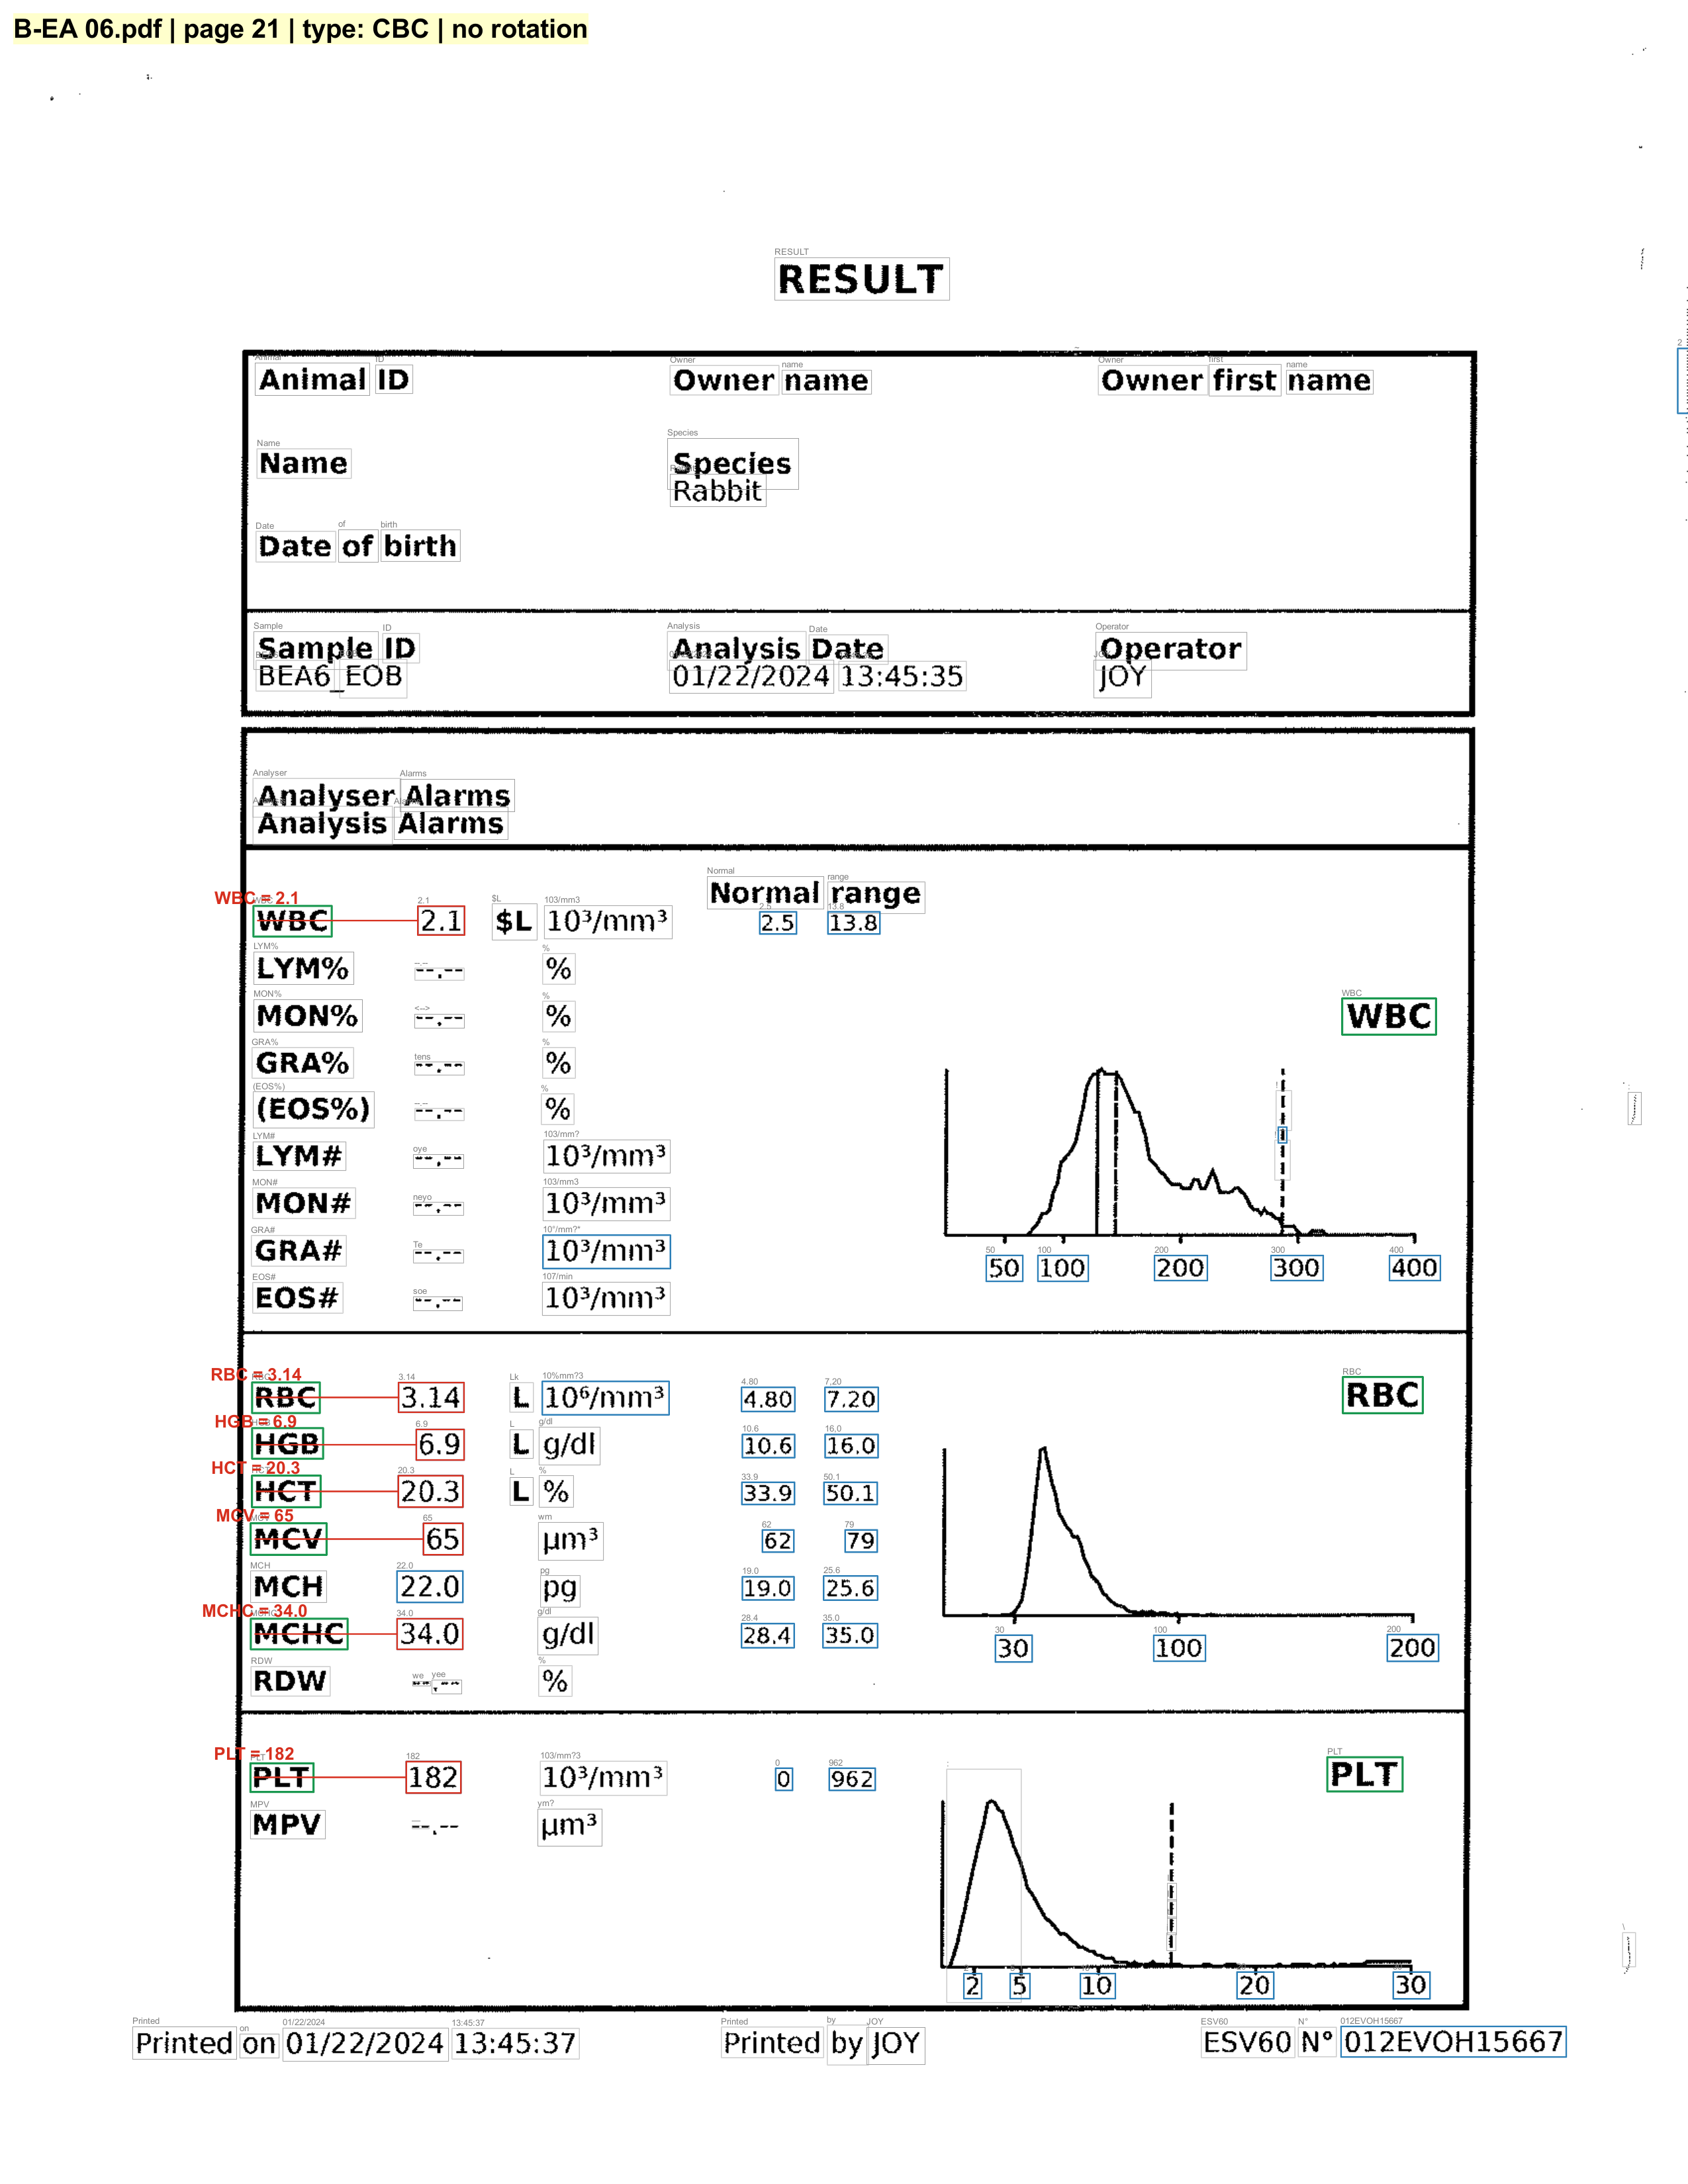 B-EA 06.pdf | page 21 | type: CBC | no rotation
RESULT
Animal ID Owner name Owner first name
Name Species
Rabbit
Date of birth
Sample ID Analysis Date Operator
BEA6_EOB 01/22/2024 13:45:35 JOY
Analyser Alarms
Analysis Alarms
Normal range
WBC = 2.1
WBC 2.1 $L 10³/mm³ 2.5 13.8
LYM% --.-- %
MON% --.-- %
WBC
GRA% --.-- %
(EOS%) --.-- %
LYM# --.-- 10³/mm³
MON# --.-- 10³/mm³
GRA# --.-- 10³/mm³
50 100 200 300 400
EOS# --.-- 10³/mm³
RBC = 3.14
RBC 3.14 L 10⁶/mm³ 4.80 7.20 RBC
HGB = 6.9
HGB 6.9 L g/dl 10.6 16.0
HCT = 20.3
HCT 20.3 L % 33.9 50.1
MCV = 65
MCV 65 µm³ 62 79
MCH 22.0 pg 19.0 25.6
MCHC = 34.0
MCHC 34.0 g/dl 28.4 35.0
30 100 200
RDW --.-- %
PLT = 182
PLT 182 10³/mm³ 0 962 PLT
MPV --.-- µm³
2 5 10 20 30
Printed on 01/22/2024 13:45:37 Printed by JOY ESV60 N° 012EVOH15667